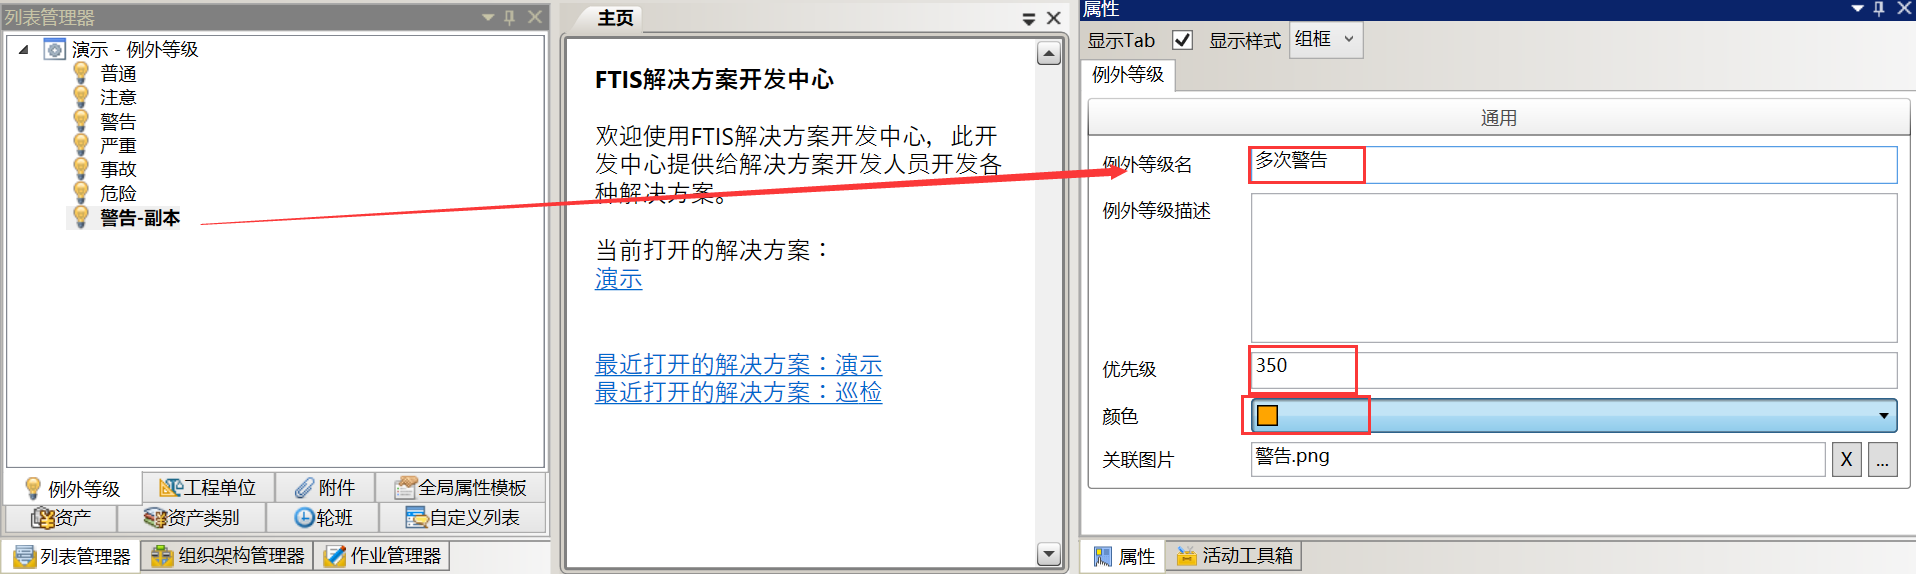 列表管理器
演示 - 例外等级
普通
注意
警告
严重
事故
危险
警告-副本
例外等级
工程单位
附件
全局属性模板
资产
资产类别
轮班
自定义列表
列表管理器
组织架构管理器
作业管理器
主页
FTIS解决方案开发中心
欢迎使用FTIS解决方案开发中心，此开
发中心提供给解决方案开发人员开发各
种解决方案。
当前打开的解决方案：
演示
最近打开的解决方案：演示
最近打开的解决方案：巡检
属性
显示Tab
显示样式
组框
例外等级
通用
例外等级名
多次警告
例外等级描述
优先级
350
颜色
关联图片
警告.png
X
...
属性
活动工具箱